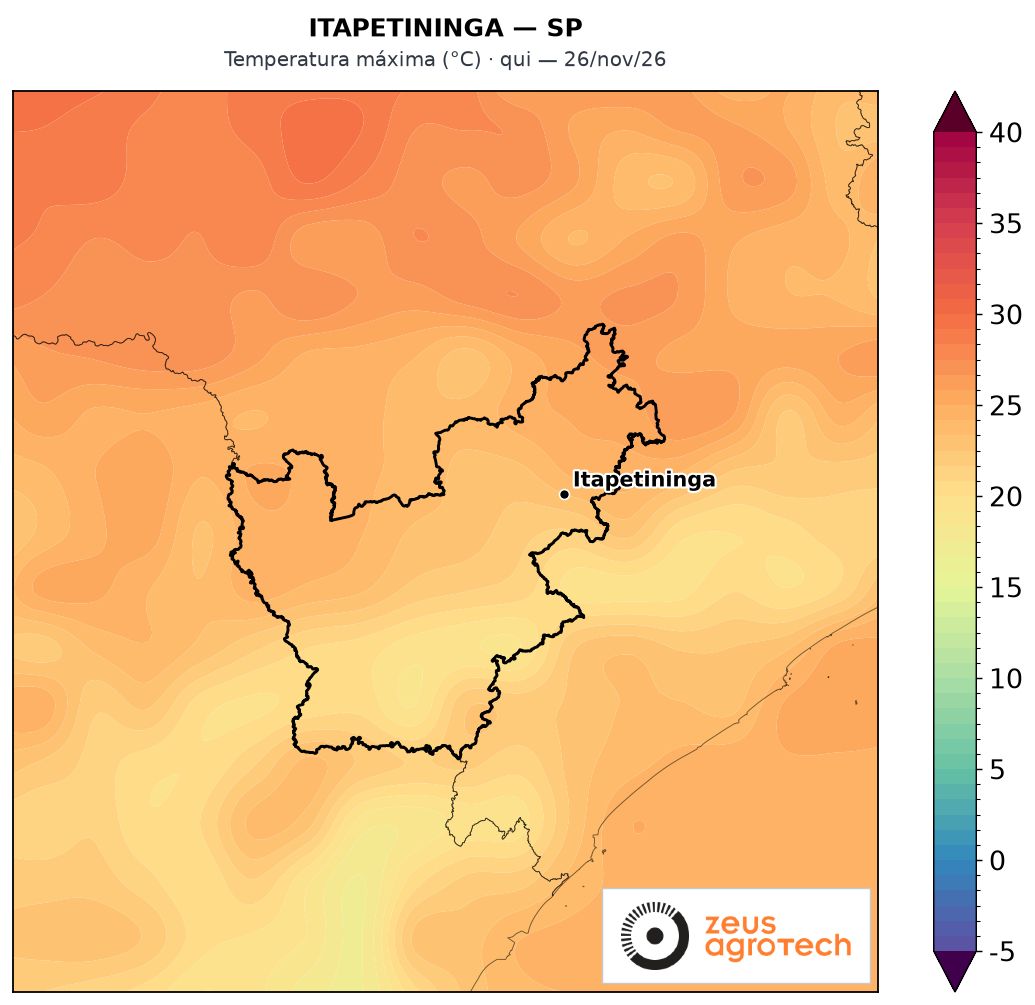 ITAPETININGA — SP
Temperatura máxima (°C) · qui — 26/nov/26
40
35
30
25
20
15
10
5
0
-5
Itapetininga
zeus
agrotech